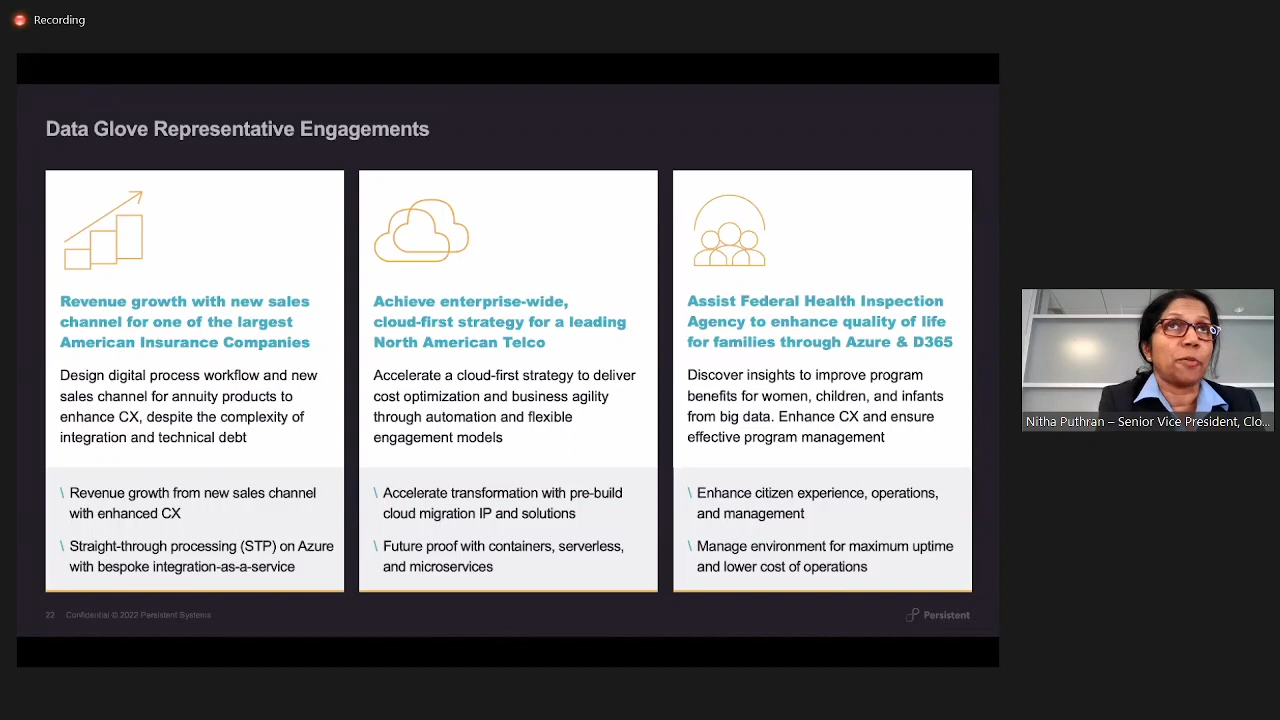 Recording
Data Glove Representative Engagements
Revenue growth with new sales
channel for one of the largest
American Insurance Companies
Design digital process workflow and new
sales channel for annuity products to
enhance CX, despite the complexity of
integration and technical debt
\ Revenue growth from new sales channel
with enhanced CX
\ Straight-through processing (STP) on Azure
with bespoke integration-as-a-service
Achieve enterprise-wide,
cloud-first strategy for a leading
North American Telco
Accelerate a cloud-first strategy to deliver
cost optimization and business agility
through automation and flexible
engagement models
\ Accelerate transformation with pre-build
cloud migration IP and solutions
\ Future proof with containers, serverless,
and microservices
Assist Federal Health Inspection
Agency to enhance quality of life
for families through Azure & D365
Discover insights to improve program
benefits for women, children, and infants
from big data. Enhance CX and ensure
effective program management
\ Enhance citizen experience, operations,
and management
\ Manage environment for maximum uptime
and lower cost of operations
22 Confidential © 2022 Persistent Systems
Persistent
Nitha Puthran – Senior Vice President, Clo...